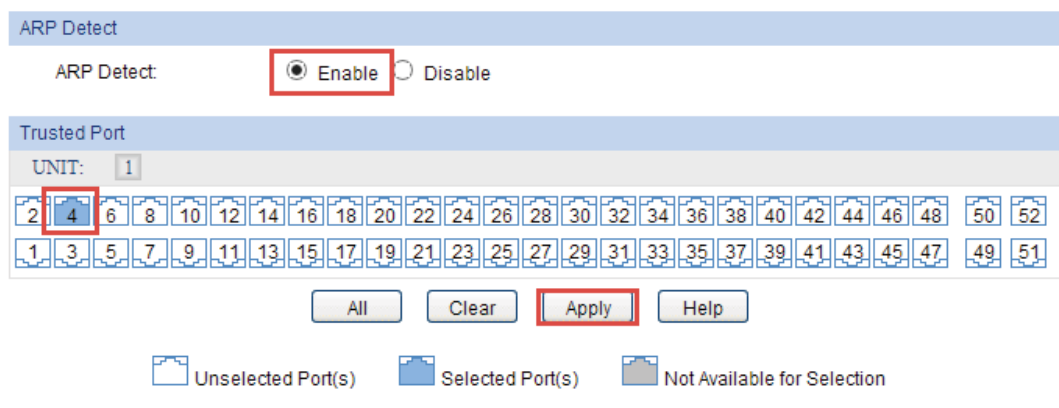 ARP Detect
ARP Detect: Enable Disable
Trusted Port
UNIT: 1
2 4 6 8 10 12 14 16 18 20 22 24 26 28 30 32 34 36 38 40 42 44 46 48 50 52
1 3 5 7 9 11 13 15 17 19 21 23 25 27 29 31 33 35 37 39 41 43 45 47 49 51
All Clear Apply Help
Unselected Port(s) Selected Port(s) Not Available for Selection